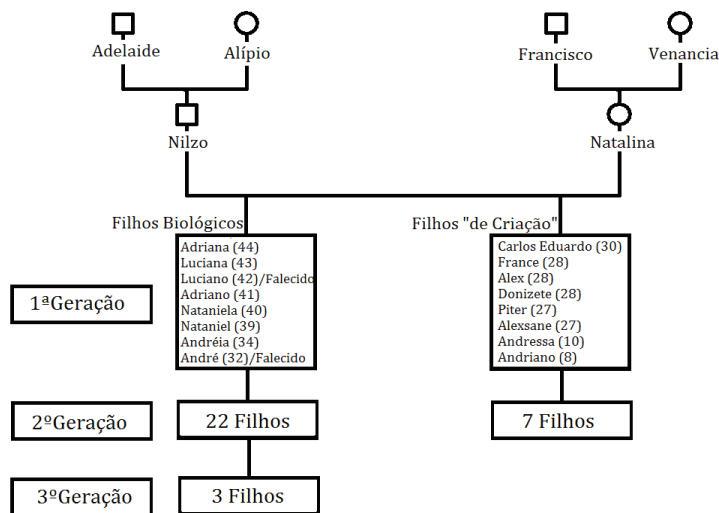 Adelaide
Alípio
Francisco
Venancia
Nilzo
Natalina
Filhos Biológicos
Adriana (44)
Luciana (43)
Luciano (42)/Falecido
Adriano (41)
Nataniela (40)
Nataniel (39)
Andréia (34)
André (32)/Falecido
Filhos "de Criação"
Carlos Eduardo (30)
France (28)
Alex (28)
Donizete (28)
Piter (27)
Alexsane (27)
Andressa (10)
Andriano (8)
1ªGeração
2ºGeração
22 Filhos
7 Filhos
3ºGeração
3 Filhos